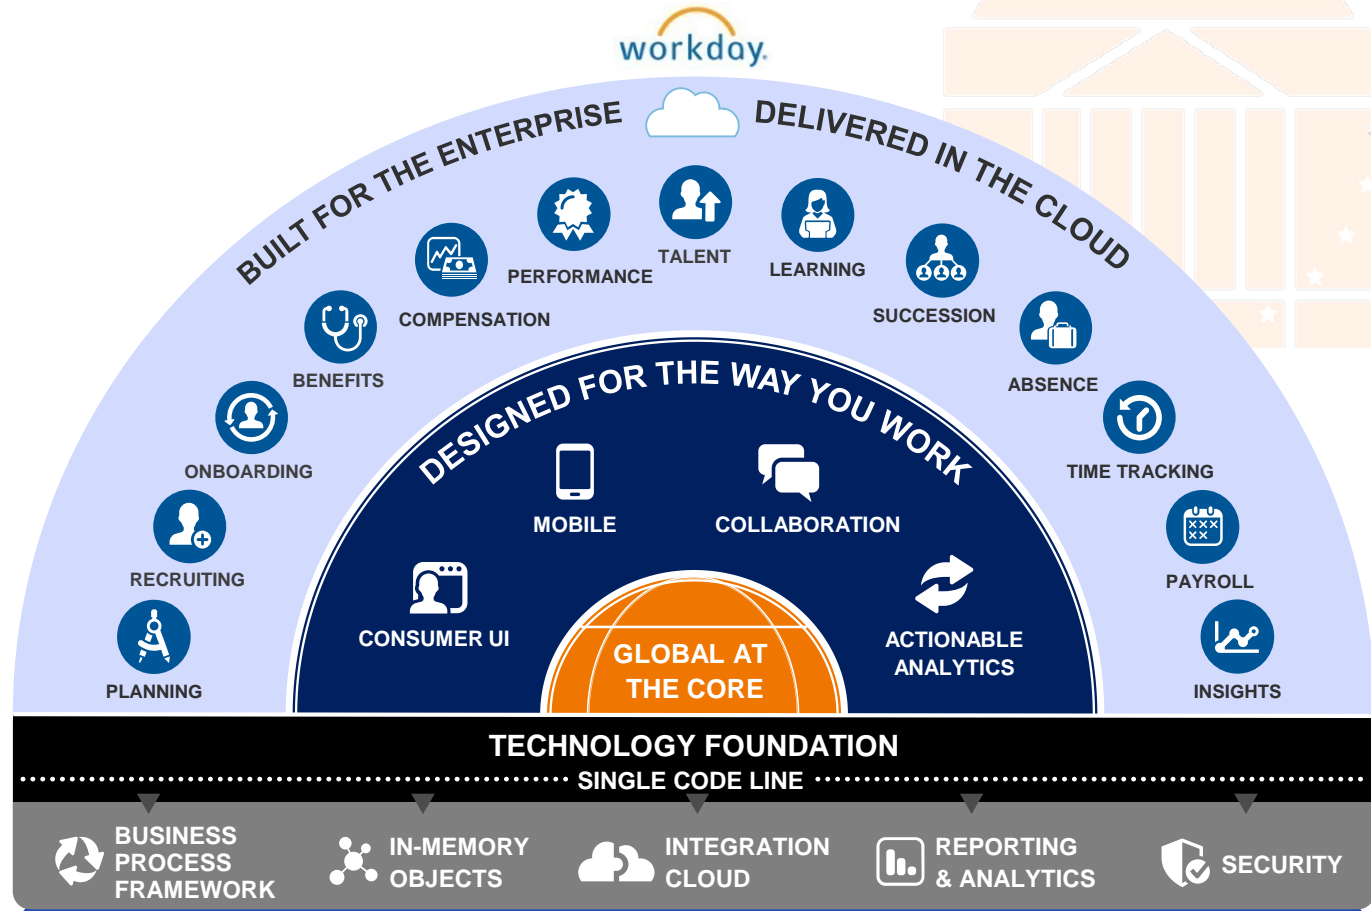 workday.
BUILT FOR THE ENTERPRISE
DELIVERED IN THE CLOUD
PLANNING
RECRUITING
ONBOARDING
BENEFITS
COMPENSATION
PERFORMANCE
TALENT
LEARNING
SUCCESSION
ABSENCE
TIME TRACKING
PAYROLL
INSIGHTS
DESIGNED FOR THE WAY YOU WORK
CONSUMER UI
MOBILE
COLLABORATION
ACTIONABLE
ANALYTICS
GLOBAL AT
THE CORE
TECHNOLOGY FOUNDATION
SINGLE CODE LINE
BUSINESS
PROCESS
FRAMEWORK
IN-MEMORY
OBJECTS
INTEGRATION
CLOUD
REPORTING
& ANALYTICS
SECURITY